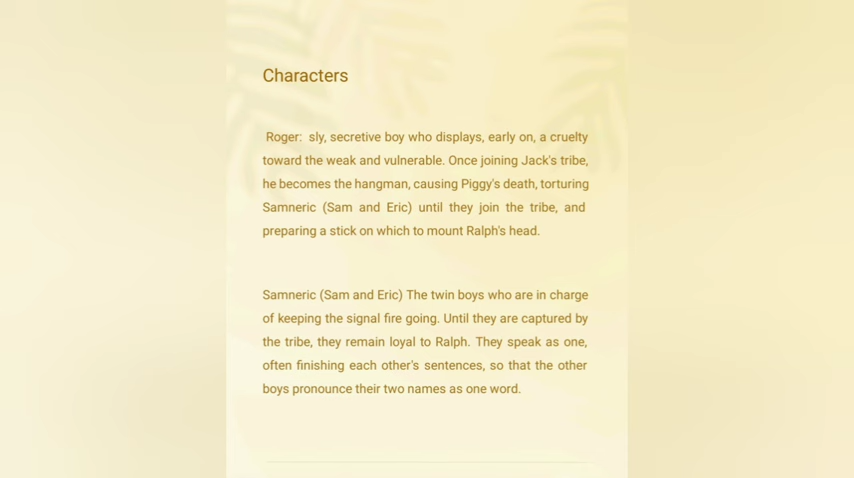 Characters
Roger: sly, secretive boy who displays, early on, a cruelty
toward the weak and vulnerable. Once joining Jack's tribe,
he becomes the hangman, causing Piggy's death, torturing
Samneric (Sam and Eric) until they join the tribe, and
preparing a stick on which to mount Ralph's head.
Samneric (Sam and Eric) The twin boys who are in charge
of keeping the signal fire going. Until they are captured by
the tribe, they remain loyal to Ralph. They speak as one,
often finishing each other's sentences, so that the other
boys pronounce their two names as one word.